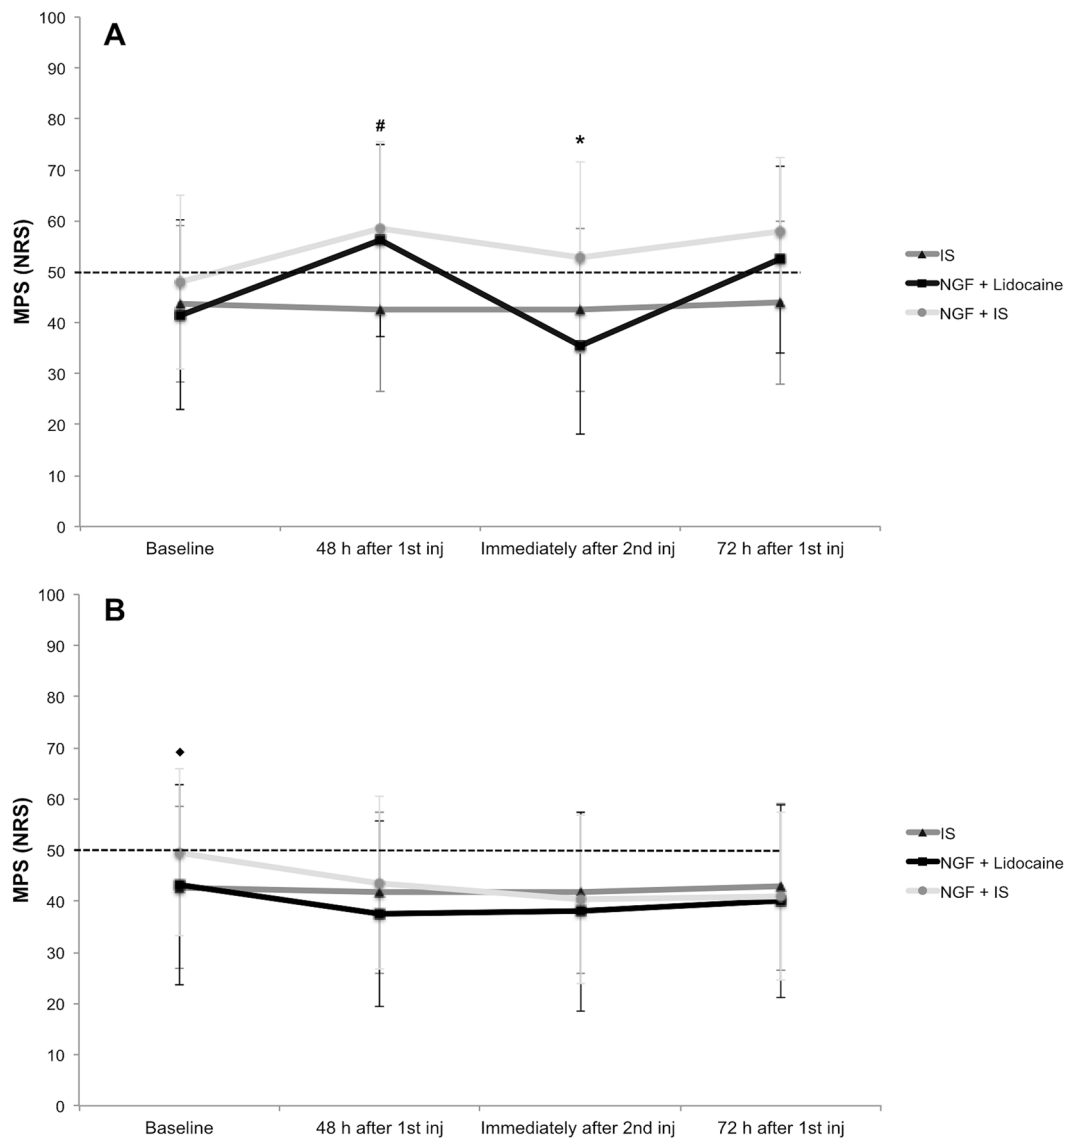 A
100
90
80
70
60
50
40
30
20
10
0
MPS (NRS)
#
*
Baseline
48 h after 1st inj
Immediately after 2nd inj
72 h after 1st inj
IS
NGF + Lidocaine
NGF + IS
B
100
90
80
70
60
50
40
30
20
10
0
MPS (NRS)
◆
Baseline
48 h after 1st inj
Immediately after 2nd inj
72 h after 1st inj
IS
NGF + Lidocaine
NGF + IS